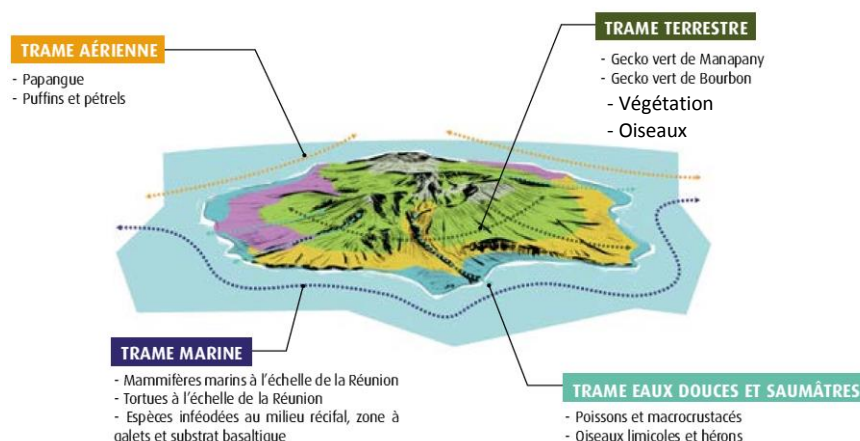 TRAME AÉRIENNE
- Papangue
- Puffins et pétrels
TRAME TERRESTRE
- Gecko vert de Manapany
- Gecko vert de Bourbon
- Végétation
- Oiseaux
TRAME MARINE
- Mammifères marins à l'échelle de la Réunion
- Tortues à l'échelle de la Réunion
- Espèces inféodées au milieu récifal, zone à
galets et substrat basaltique
TRAME EAUX DOUCES ET SAUMÂTRES
- Poissons et macrocrustacés
- Oiseaux limicoles et hérons